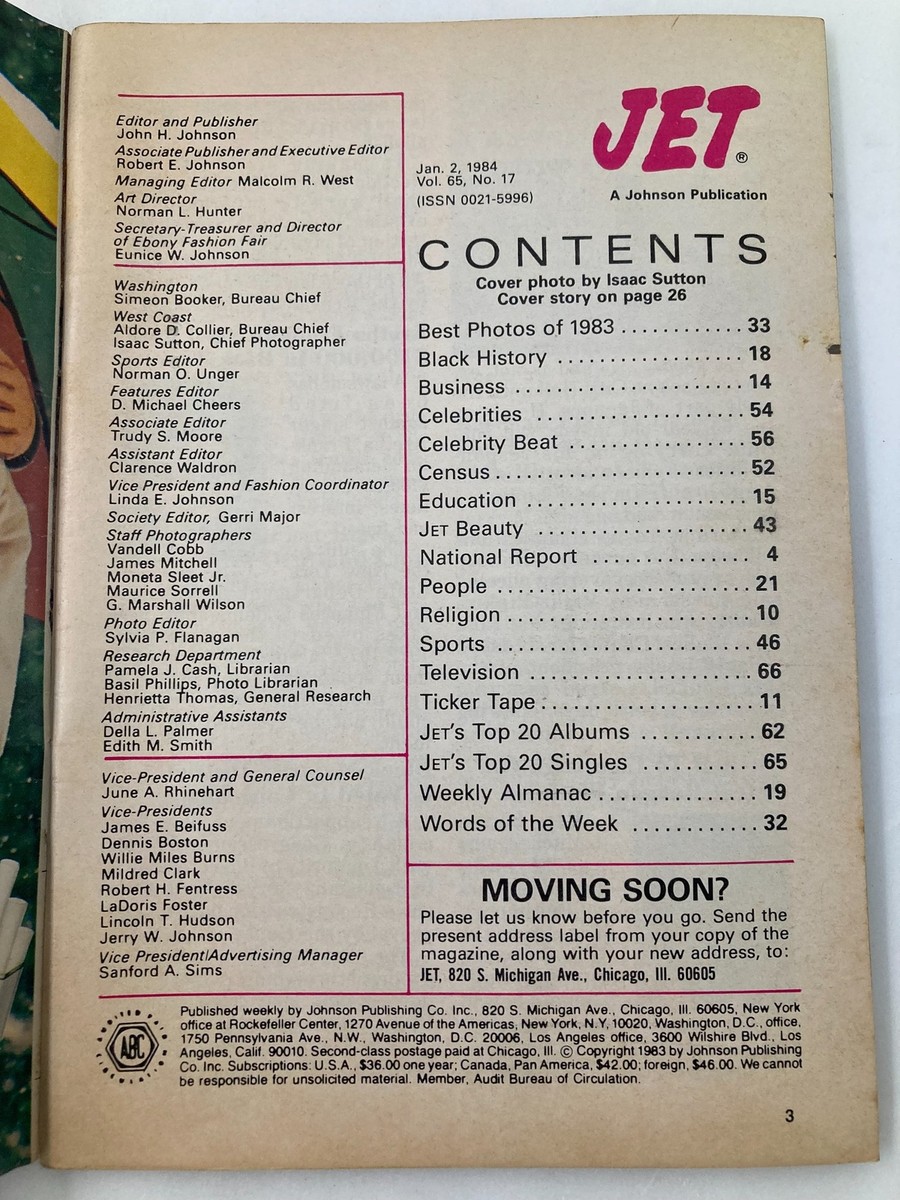 Editor and Publisher
John H. Johnson
Associate Publisher and Executive Editor
Robert E. Johnson
Managing Editor Malcolm R. West
Art Director
Norman L. Hunter
Secretary-Treasurer and Director
of Ebony Fashion Fair
Eunice W. Johnson
Washington
Simeon Booker, Bureau Chief
West Coast
Aldore D. Collier, Bureau Chief
Isaac Sutton, Chief Photographer
Sports Editor
Norman O. Unger
Features Editor
D. Michael Cheers
Associate Editor
Trudy S. Moore
Assistant Editor
Clarence Waldron
Vice President and Fashion Coordinator
Linda E. Johnson
Society Editor, Gerri Major
Staff Photographers
Vandell Cobb
James Mitchell
Moneta Sleet Jr.
Maurice Sorrell
G. Marshall Wilson
Photo Editor
Sylvia P. Flanagan
Research Department
Pamela J. Cash, Librarian
Basil Phillips, Photo Librarian
Henrietta Thomas, General Research
Administrative Assistants
Della L. Palmer
Edith M. Smith
Vice-President and General Counsel
June A. Rhinehart
Vice-Presidents
James E. Beifuss
Dennis Boston
Willie Miles Burns
Mildred Clark
Robert H. Fentress
LaDoris Foster
Lincoln T. Hudson
Jerry W. Johnson
Vice President/Advertising Manager
Sanford A. Sims
JET®
Jan. 2, 1984
Vol. 65, No. 17
(ISSN 0021-5996)
A Johnson Publication
CONTENTS
Cover photo by Isaac Sutton
Cover story on page 26
Best Photos of 1983 ............ 33
Black History .................. 18
Business ...................... 14
Celebrities .................... 54
Celebrity Beat ................. 56
Census ........................ 52
Education ..................... 15
JET Beauty .................... 43
National Report ................ 4
People ........................ 21
Religion ....................... 10
Sports ........................ 46
Television ..................... 66
Ticker Tape .................... 11
JET's Top 20 Albums ........... 62
JET's Top 20 Singles ........... 65
Weekly Almanac ............... 19
Words of the Week ............ 32
MOVING SOON?
Please let us know before you go. Send the
present address label from your copy of the
magazine, along with your new address, to:
JET, 820 S. Michigan Ave., Chicago, Ill. 60605
ABC
Published weekly by Johnson Publishing Co. Inc., 820 S. Michigan Ave., Chicago, Ill. 60605, New York
office at Rockefeller Center, 1270 Avenue of the Americas, New York, N.Y, 10020, Washington, D.C., office,
1750 Pennsylvania Ave., N.W., Washington, D.C. 20006, Los Angeles office, 3600 Wilshire Blvd., Los
Angeles, Calif. 90010. Second-class postage paid at Chicago, Ill. © Copyright 1983 by Johnson Publishing
Co. Inc. Subscriptions: U.S.A., $36.00 one year; Canada, Pan America, $42.00; foreign, $46.00. We cannot
be responsible for unsolicited material. Member, Audit Bureau of Circulation.
3